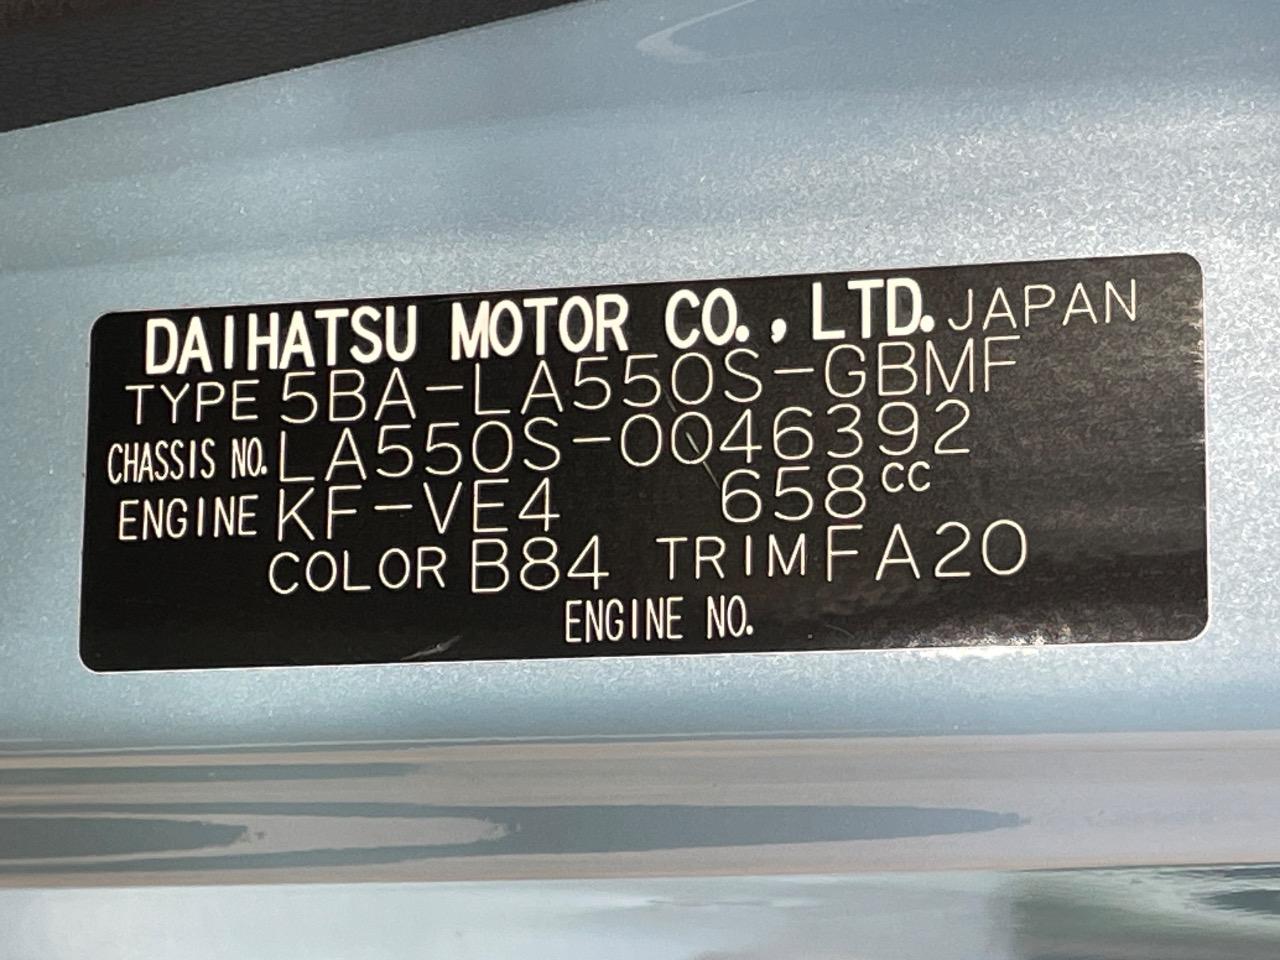 DAIHATSU MOTOR CO., LTD. JAPAN
TYPE 5BA-LA550S-GBMF
CHASSIS NO. LA550S-0046392
ENGINE KF-VE4 658CC
COLOR B84 TRIM FA20
ENGINE NO.